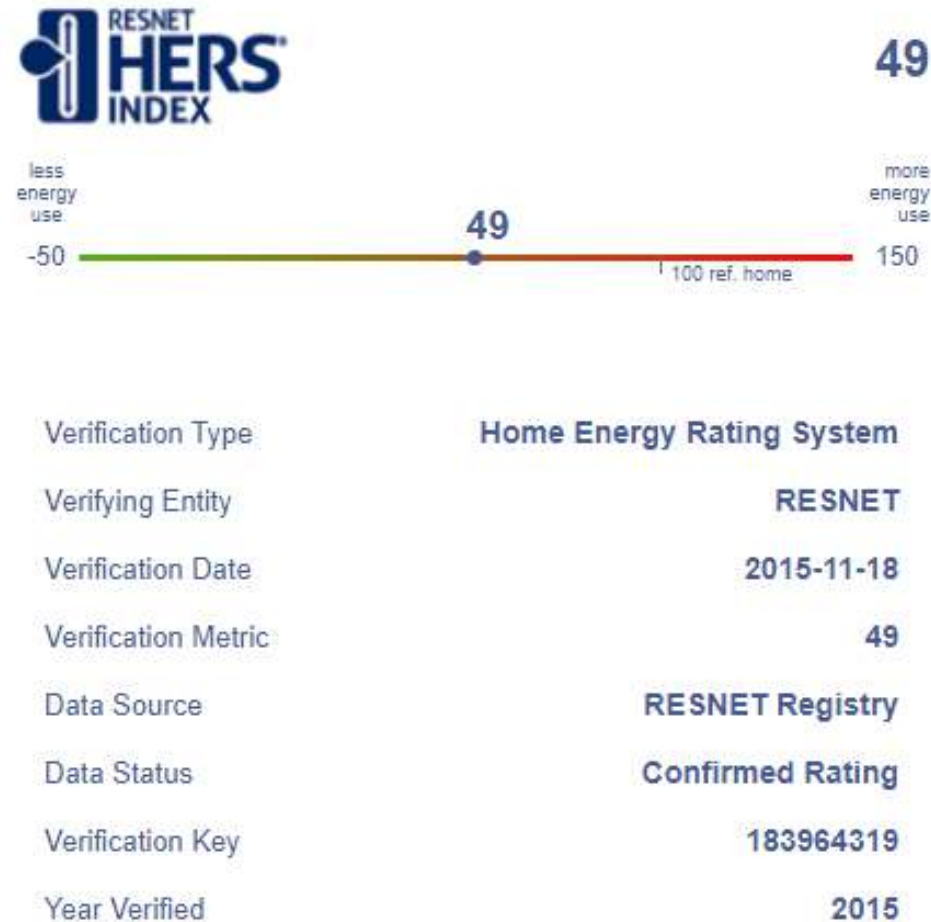 RESNET
HERS®
INDEX
49
less
energy
use
more
energy
use
49
-50
150
100 ref. home
Verification Type Home Energy Rating System
Verifying Entity RESNET
Verification Date 2015-11-18
Verification Metric 49
Data Source RESNET Registry
Data Status Confirmed Rating
Verification Key 183964319
Year Verified 2015